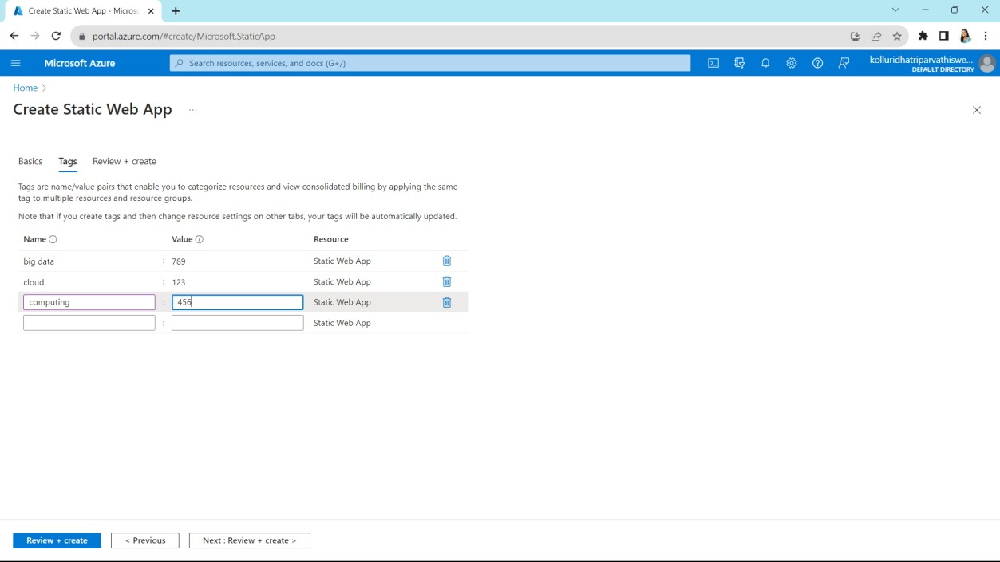 Create Static Web App - Micros
portal.azure.com/#create/Microsoft.StaticApp
Microsoft Azure
Search resources, services, and docs (G+/)
kolluridhatriparvathiswe...
DEFAULT DIRECTORY
Home >
Create Static Web App ...
Basics Tags Review + create
Tags are name/value pairs that enable you to categorize resources and view consolidated billing by applying the same
tag to multiple resources and resource groups.
Note that if you create tags and then change resource settings on other tabs, your tags will be automatically updated.
Name Value Resource
big data : 789 Static Web App
cloud : 123 Static Web App
computing : 456 Static Web App
: Static Web App
Review + create < Previous Next : Review + create >